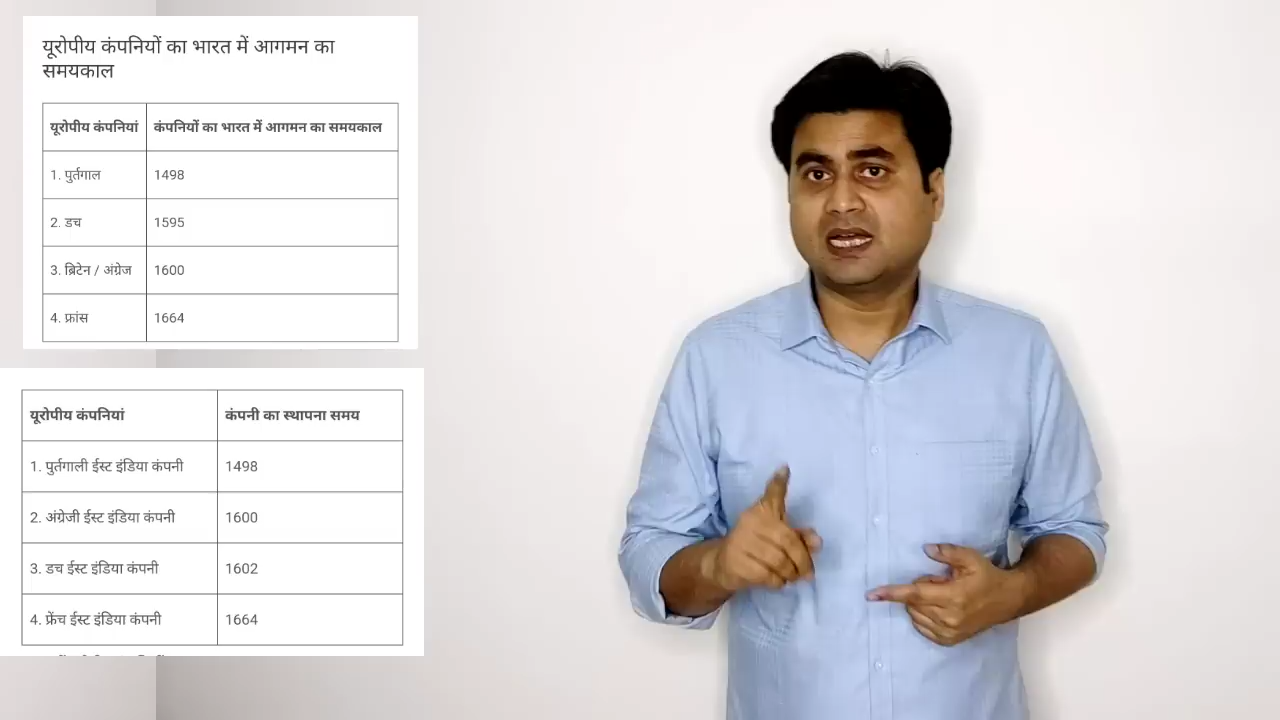 यूरोपीय कंपनियों का भारत में आगमन का
समयकाल
यूरोपीय कंपनियां कंपनियों का भारत में आगमन का समयकाल
1. पुर्तगाल 1498
2. डच 1595
3. ब्रिटेन / अंग्रेज 1600
4. फ्रांस 1664
यूरोपीय कंपनियां कंपनी का स्थापना समय
1. पुर्तगाली ईस्ट इंडिया कंपनी 1498
2. अंग्रेजी ईस्ट इंडिया कंपनी 1600
3. डच ईस्ट इंडिया कंपनी 1602
4. फ्रेंच ईस्ट इंडिया कंपनी 1664